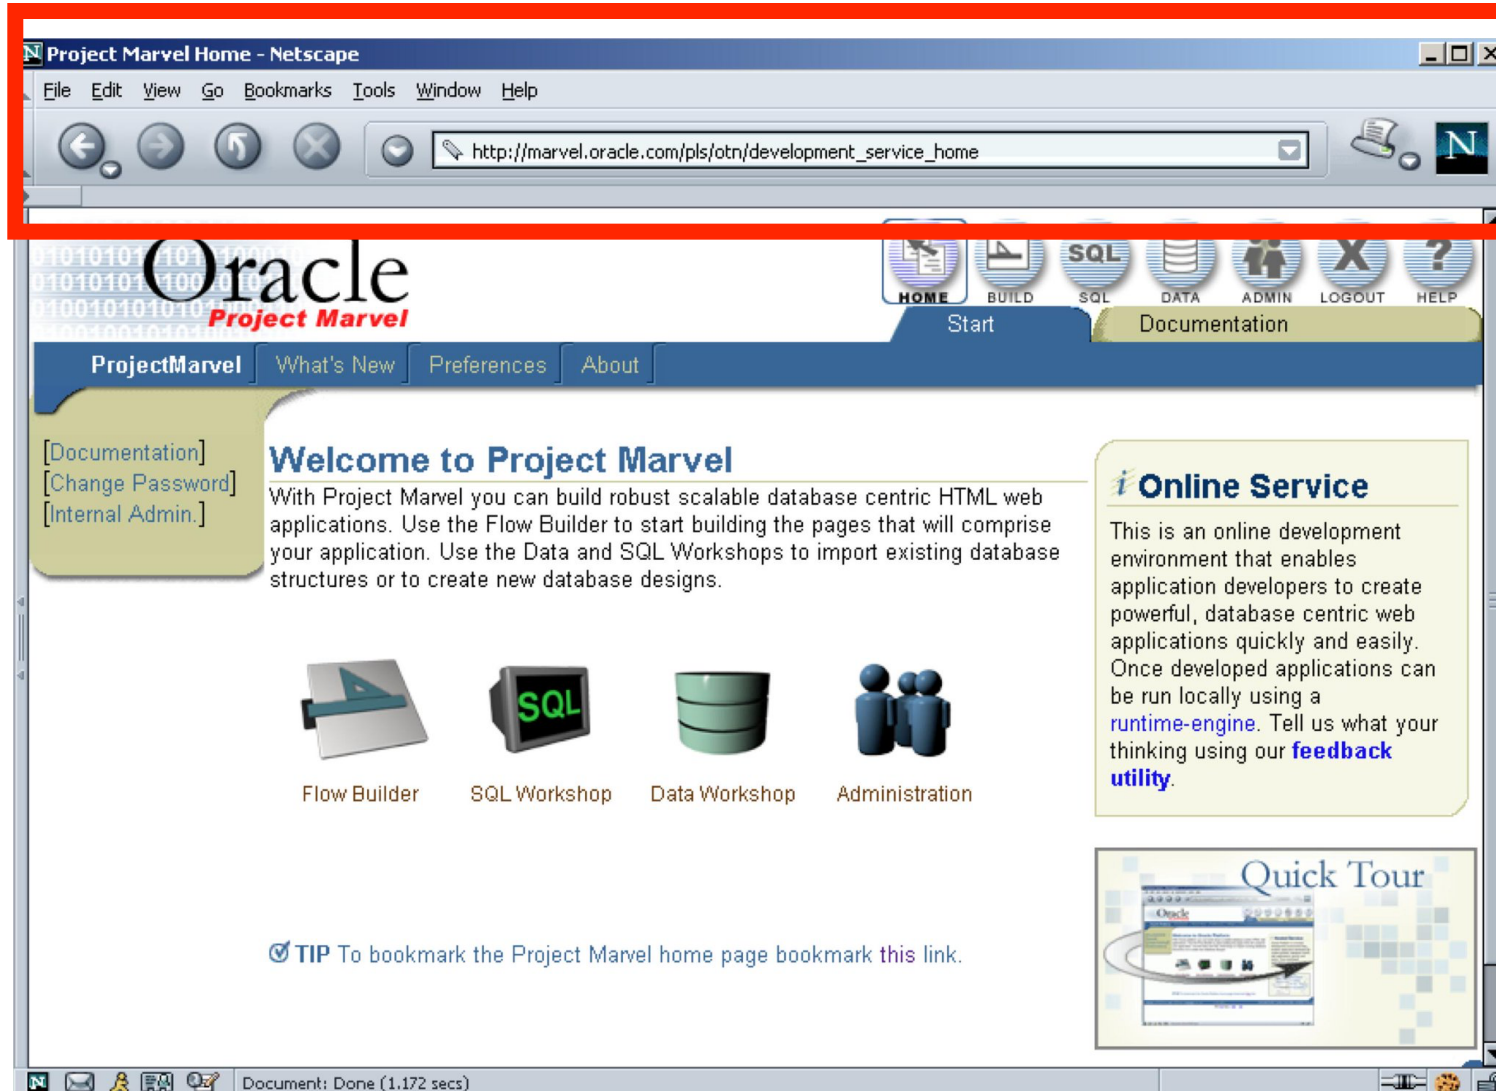 Project Marvel Home - Netscape
File Edit View Go Bookmarks Tools Window Help
http://marvel.oracle.com/pls/otn/development_service_home
N
Oracle
Project Marvel
SQL X ?
HOME BUILD SQL DATA ADMIN LOGOUT HELP
Start Documentation
ProjectMarvel What's New Preferences About
[Documentation]
[Change Password]
[Internal Admin.]
Welcome to Project Marvel
With Project Marvel you can build robust scalable database centric HTML web
applications. Use the Flow Builder to start building the pages that will comprise
your application. Use the Data and SQL Workshops to import existing database
structures or to create new database designs.
SQL
Flow Builder SQL Workshop Data Workshop Administration
TIP To bookmark the Project Marvel home page bookmark this link.
i Online Service
This is an online development
environment that enables
application developers to create
powerful, database centric web
applications quickly and easily.
Once developed applications can
be run locally using a
runtime-engine. Tell us what your
thinking using our feedback
utility.
Quick Tour
Oracle
Document: Done (1.172 secs)